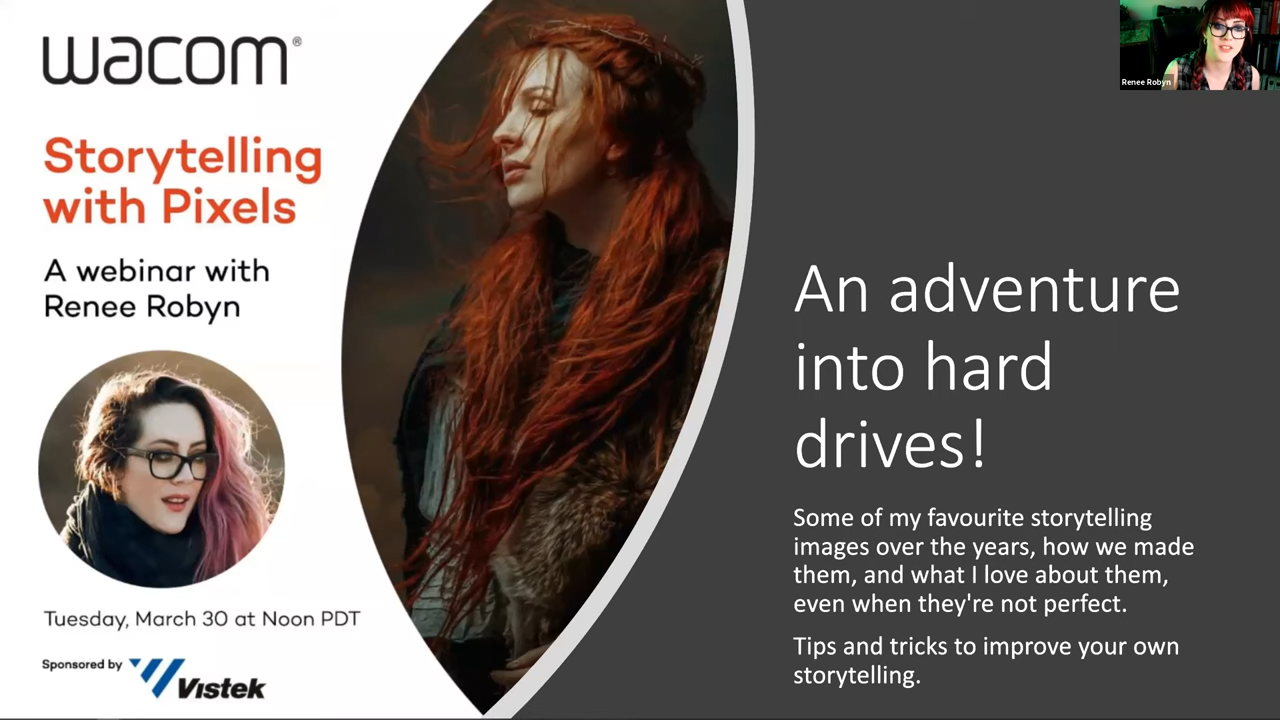 wacom®
Storytelling
with Pixels
A webinar with
Renee Robyn
Tuesday, March 30 at Noon PDT
Sponsored by
Vistek
An adventure
into hard
drives!
Some of my favourite storytelling
images over the years, how we made
them, and what I love about them,
even when they're not perfect.
Tips and tricks to improve your own
storytelling.
Renee Robyn